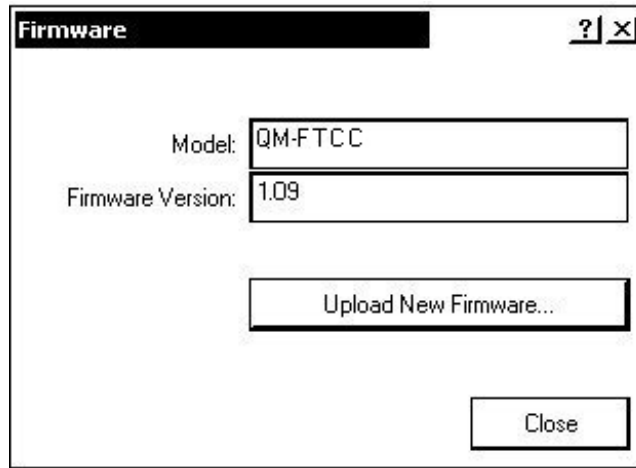 Firmware ? X
Model: QM-FTCC
Firmware Version: 1.09
Upload New Firmware...
Close